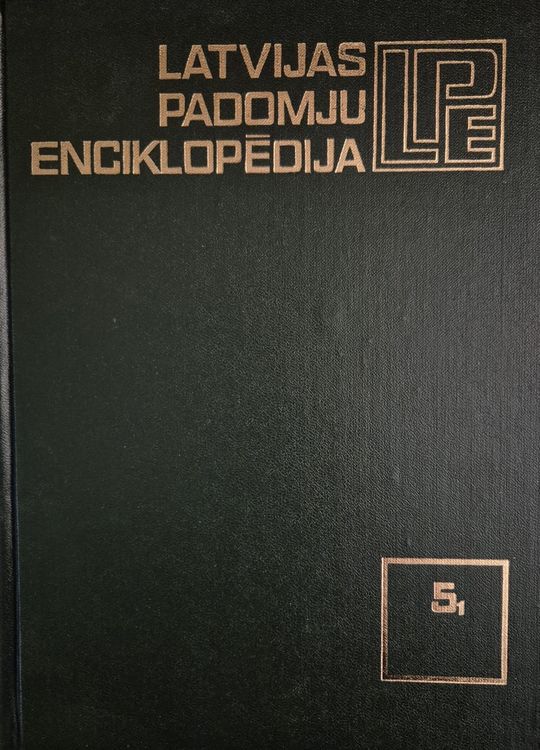 LATVIJAS
PADOMJU
ENCIKLOPĒDIJA
LPE
5₁